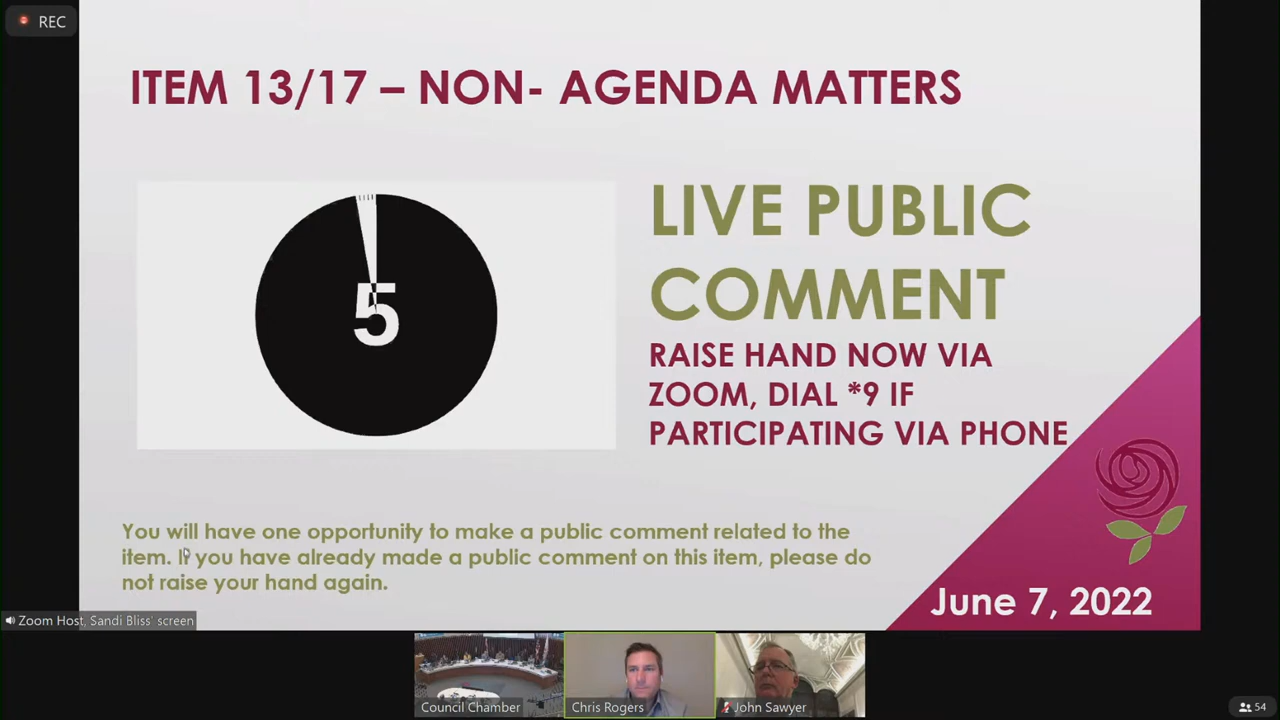 REC
ITEM 13/17 – NON- AGENDA MATTERS
5
LIVE PUBLIC
COMMENT
RAISE HAND NOW VIA
ZOOM, DIAL *9 IF
PARTICIPATING VIA PHONE
You will have one opportunity to make a public comment related to the
item. If you have already made a public comment on this item, please do
not raise your hand again.
June 7, 2022
Zoom Host, Sandi Bliss' screen
Council Chamber
Chris Rogers
John Sawyer
54